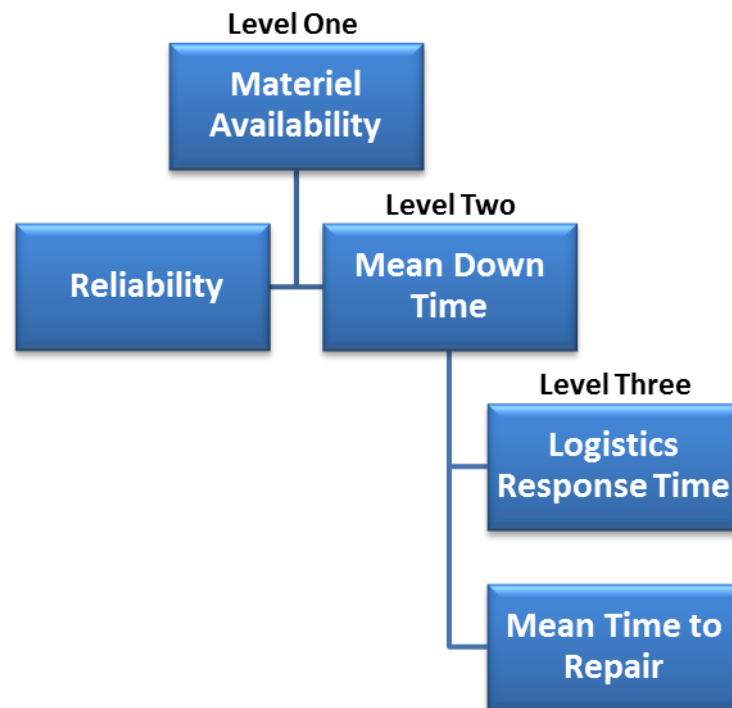 Level One
Materiel
Availability
Level Two
Reliability
Mean Down
Time
Level Three
Logistics
Response Time
Mean Time to
Repair